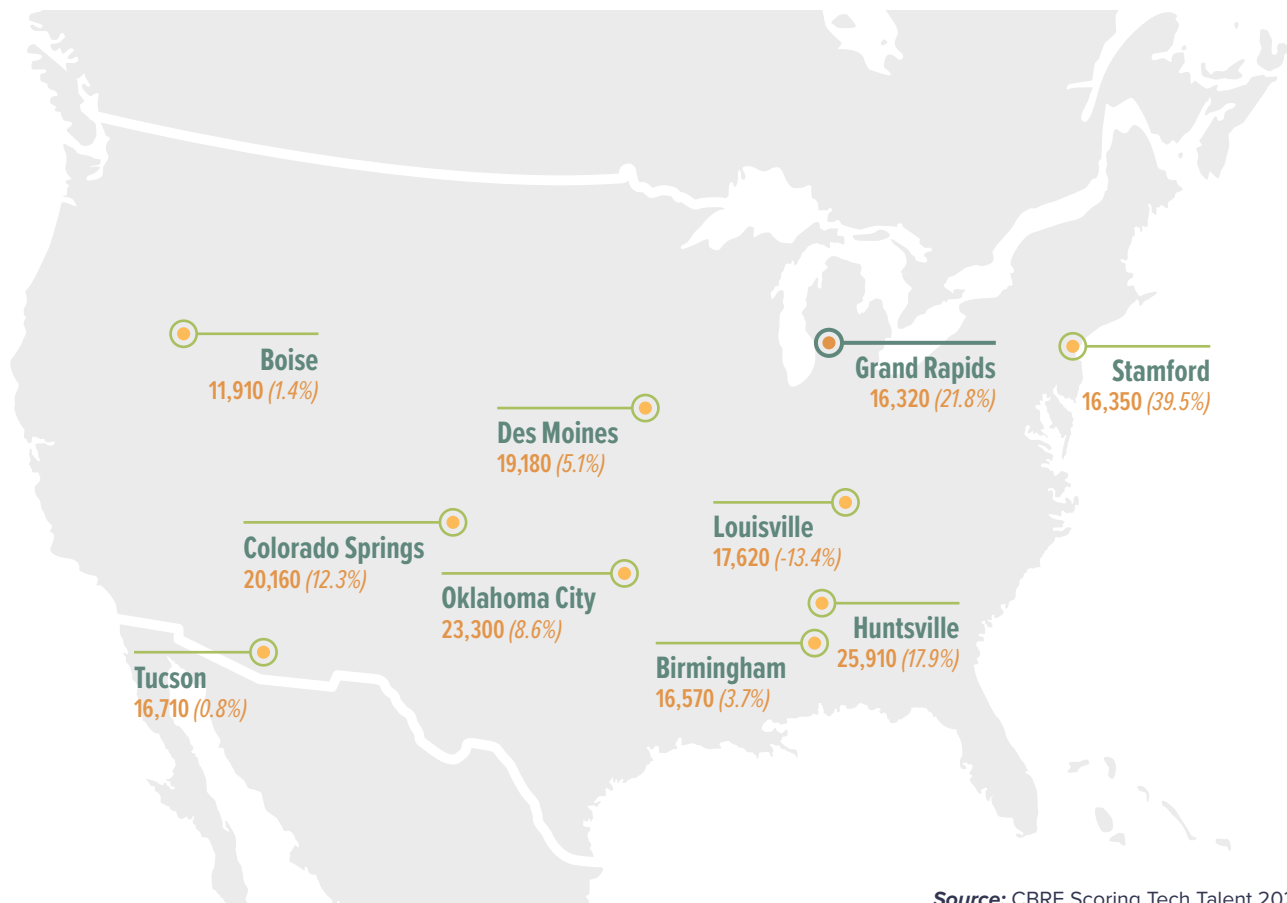 Boise
11,910 (1.4%)
Grand Rapids
16,320 (21.8%)
Stamford
16,350 (39.5%)
Des Moines
19,180 (5.1%)
Louisville
17,620 (-13.4%)
Colorado Springs
20,160 (12.3%)
Oklahoma City
23,300 (8.6%)
Huntsville
25,910 (17.9%)
Birmingham
16,570 (3.7%)
Tucson
16,710 (0.8%)
Source: CBRE Scoring Tech Talent